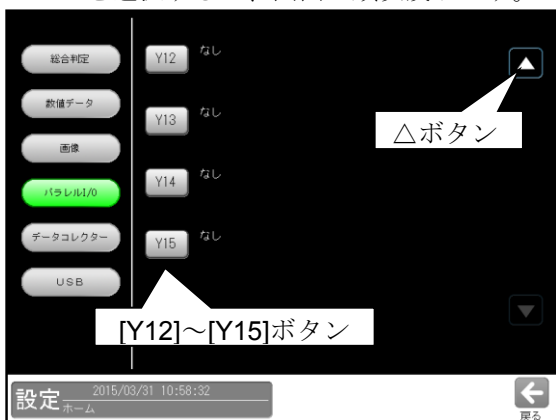 総合判定
数値データ
画像
パラレルI/O
データコレクター
USB
Y12 なし
Y13 なし
Y14 なし
Y15 なし
△ボタン
[Y12]～[Y15]ボタン
設定
2015/03/31 10:58:32
ホーム
戻る